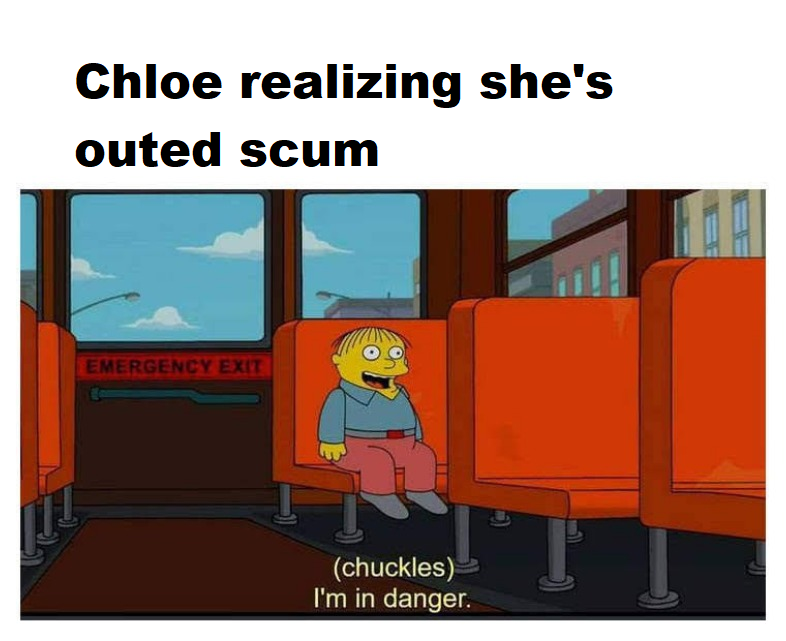 Chloe realizing she's
outed scum
EMERGENCY EXIT
(chuckles)
I'm in danger.